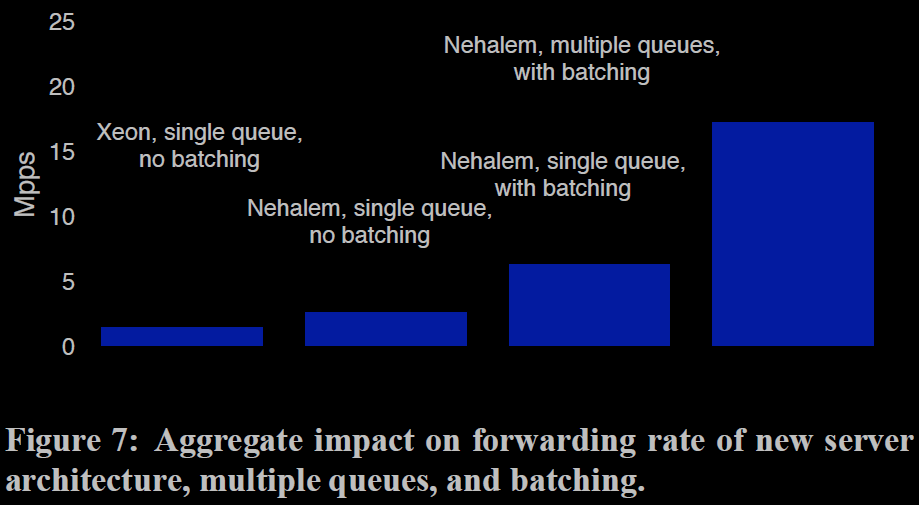 25
Nehalem, multiple queues,
with batching
20
Xeon, single queue,
no batching
15
Nehalem, single queue,
with batching
Mpps
10
Nehalem, single queue,
no batching
5
0
Figure 7: Aggregate impact on forwarding rate of new server
architecture, multiple queues, and batching.